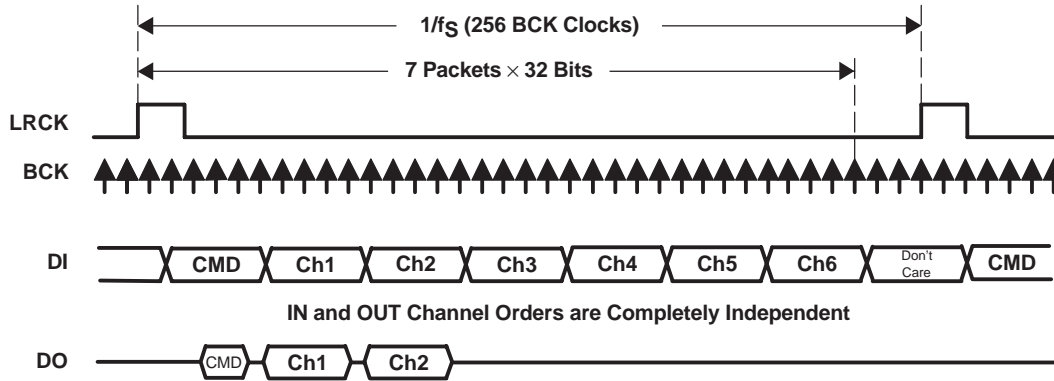 1/fS (256 BCK Clocks)
7 Packets × 32 Bits
LRCK
BCK
DI CMD Ch1 Ch2 Ch3 Ch4 Ch5 Ch6 Don't Care CMD
IN and OUT Channel Orders are Completely Independent
DO CMD Ch1 Ch2